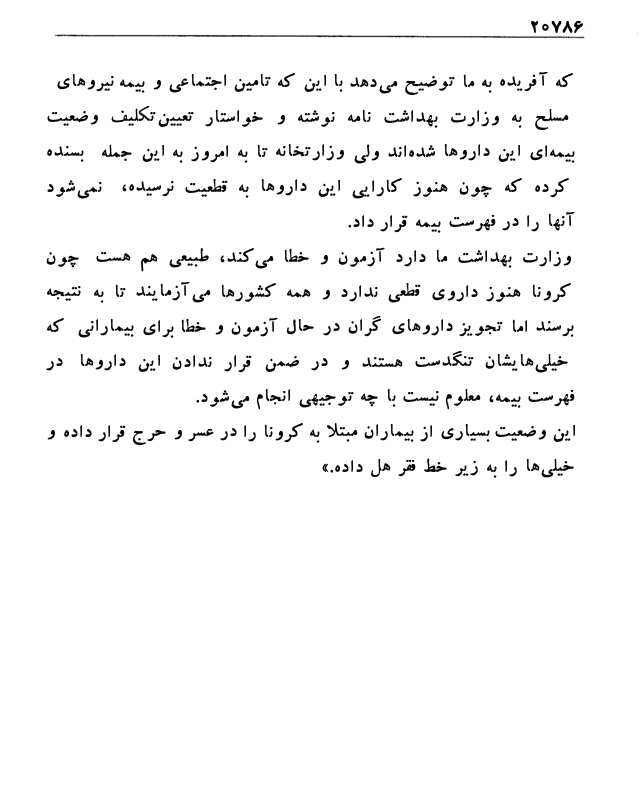 ۲۰۷۸۶
که آفریده به ما توضیح می‌دهد با این که تامین اجتماعی و بیمه نیروهای
مسلح به وزارت بهداشت نامه نوشته و خواستار تعیین‌تکلیف وضعیت
بیمه‌ای این داروها شده‌اند ولی وزارتخانه تا به امروز به این جمله بسنده
کرده که چون هنوز کارایی این داروها به قطعیت نرسیده، نمی‌شود
آنها را در فهرست بیمه قرار داد.
وزارت بهداشت ما دارد آزمون و خطا می‌کند، طبیعی هم هست چون
کرونا هنوز داروی قطعی ندارد و همه کشورها می‌آزمایند تا به نتیجه
برسند اما تجویز داروهای گران در حال آزمون و خطا برای بیمارانی که
خیلی‌هایشان تنگدست هستند و در ضمن قرار ندادن این داروها در
فهرست بیمه، معلوم نیست با چه توجیهی انجام می‌شود.
این وضعیت بسیاری از بیماران مبتلا به کرونا را در عسر و حرج قرار داده و
خیلی‌ها را به زیر خط فقر هل داده.»